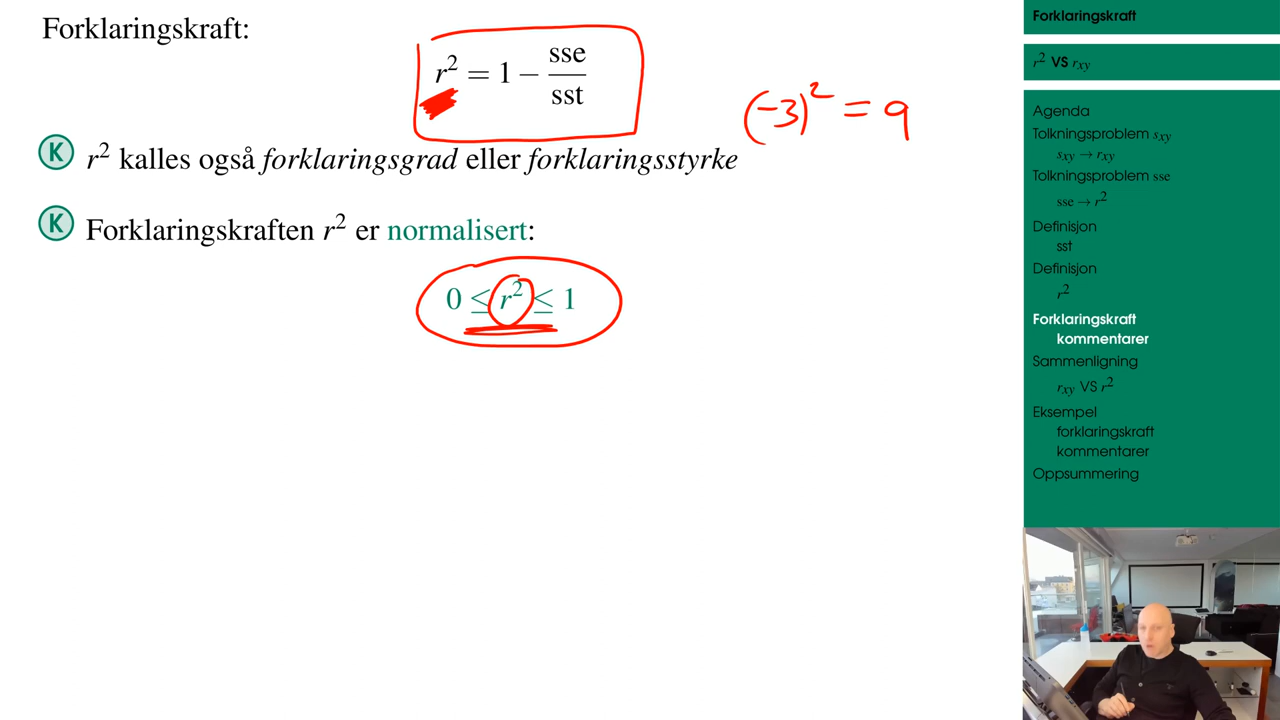 Forklaringskraft:
r² = 1 − sse/sst
(−3)² = 9
K r² kalles også forklaringsgrad eller forklaringsstyrke
K Forklaringskraften r² er normalisert:
0 ≤ r² ≤ 1
Forklaringskraft
r² VS rxy
Agenda
Tolkningsproblem sxy
sxy → rxy
Tolkningsproblem sse
sse → r²
Definisjon
sst
Definisjon
r²
Forklaringskraft
kommentarer
Sammenligning
rxy VS r²
Eksempel
forklaringskraft
kommentarer
Oppsummering